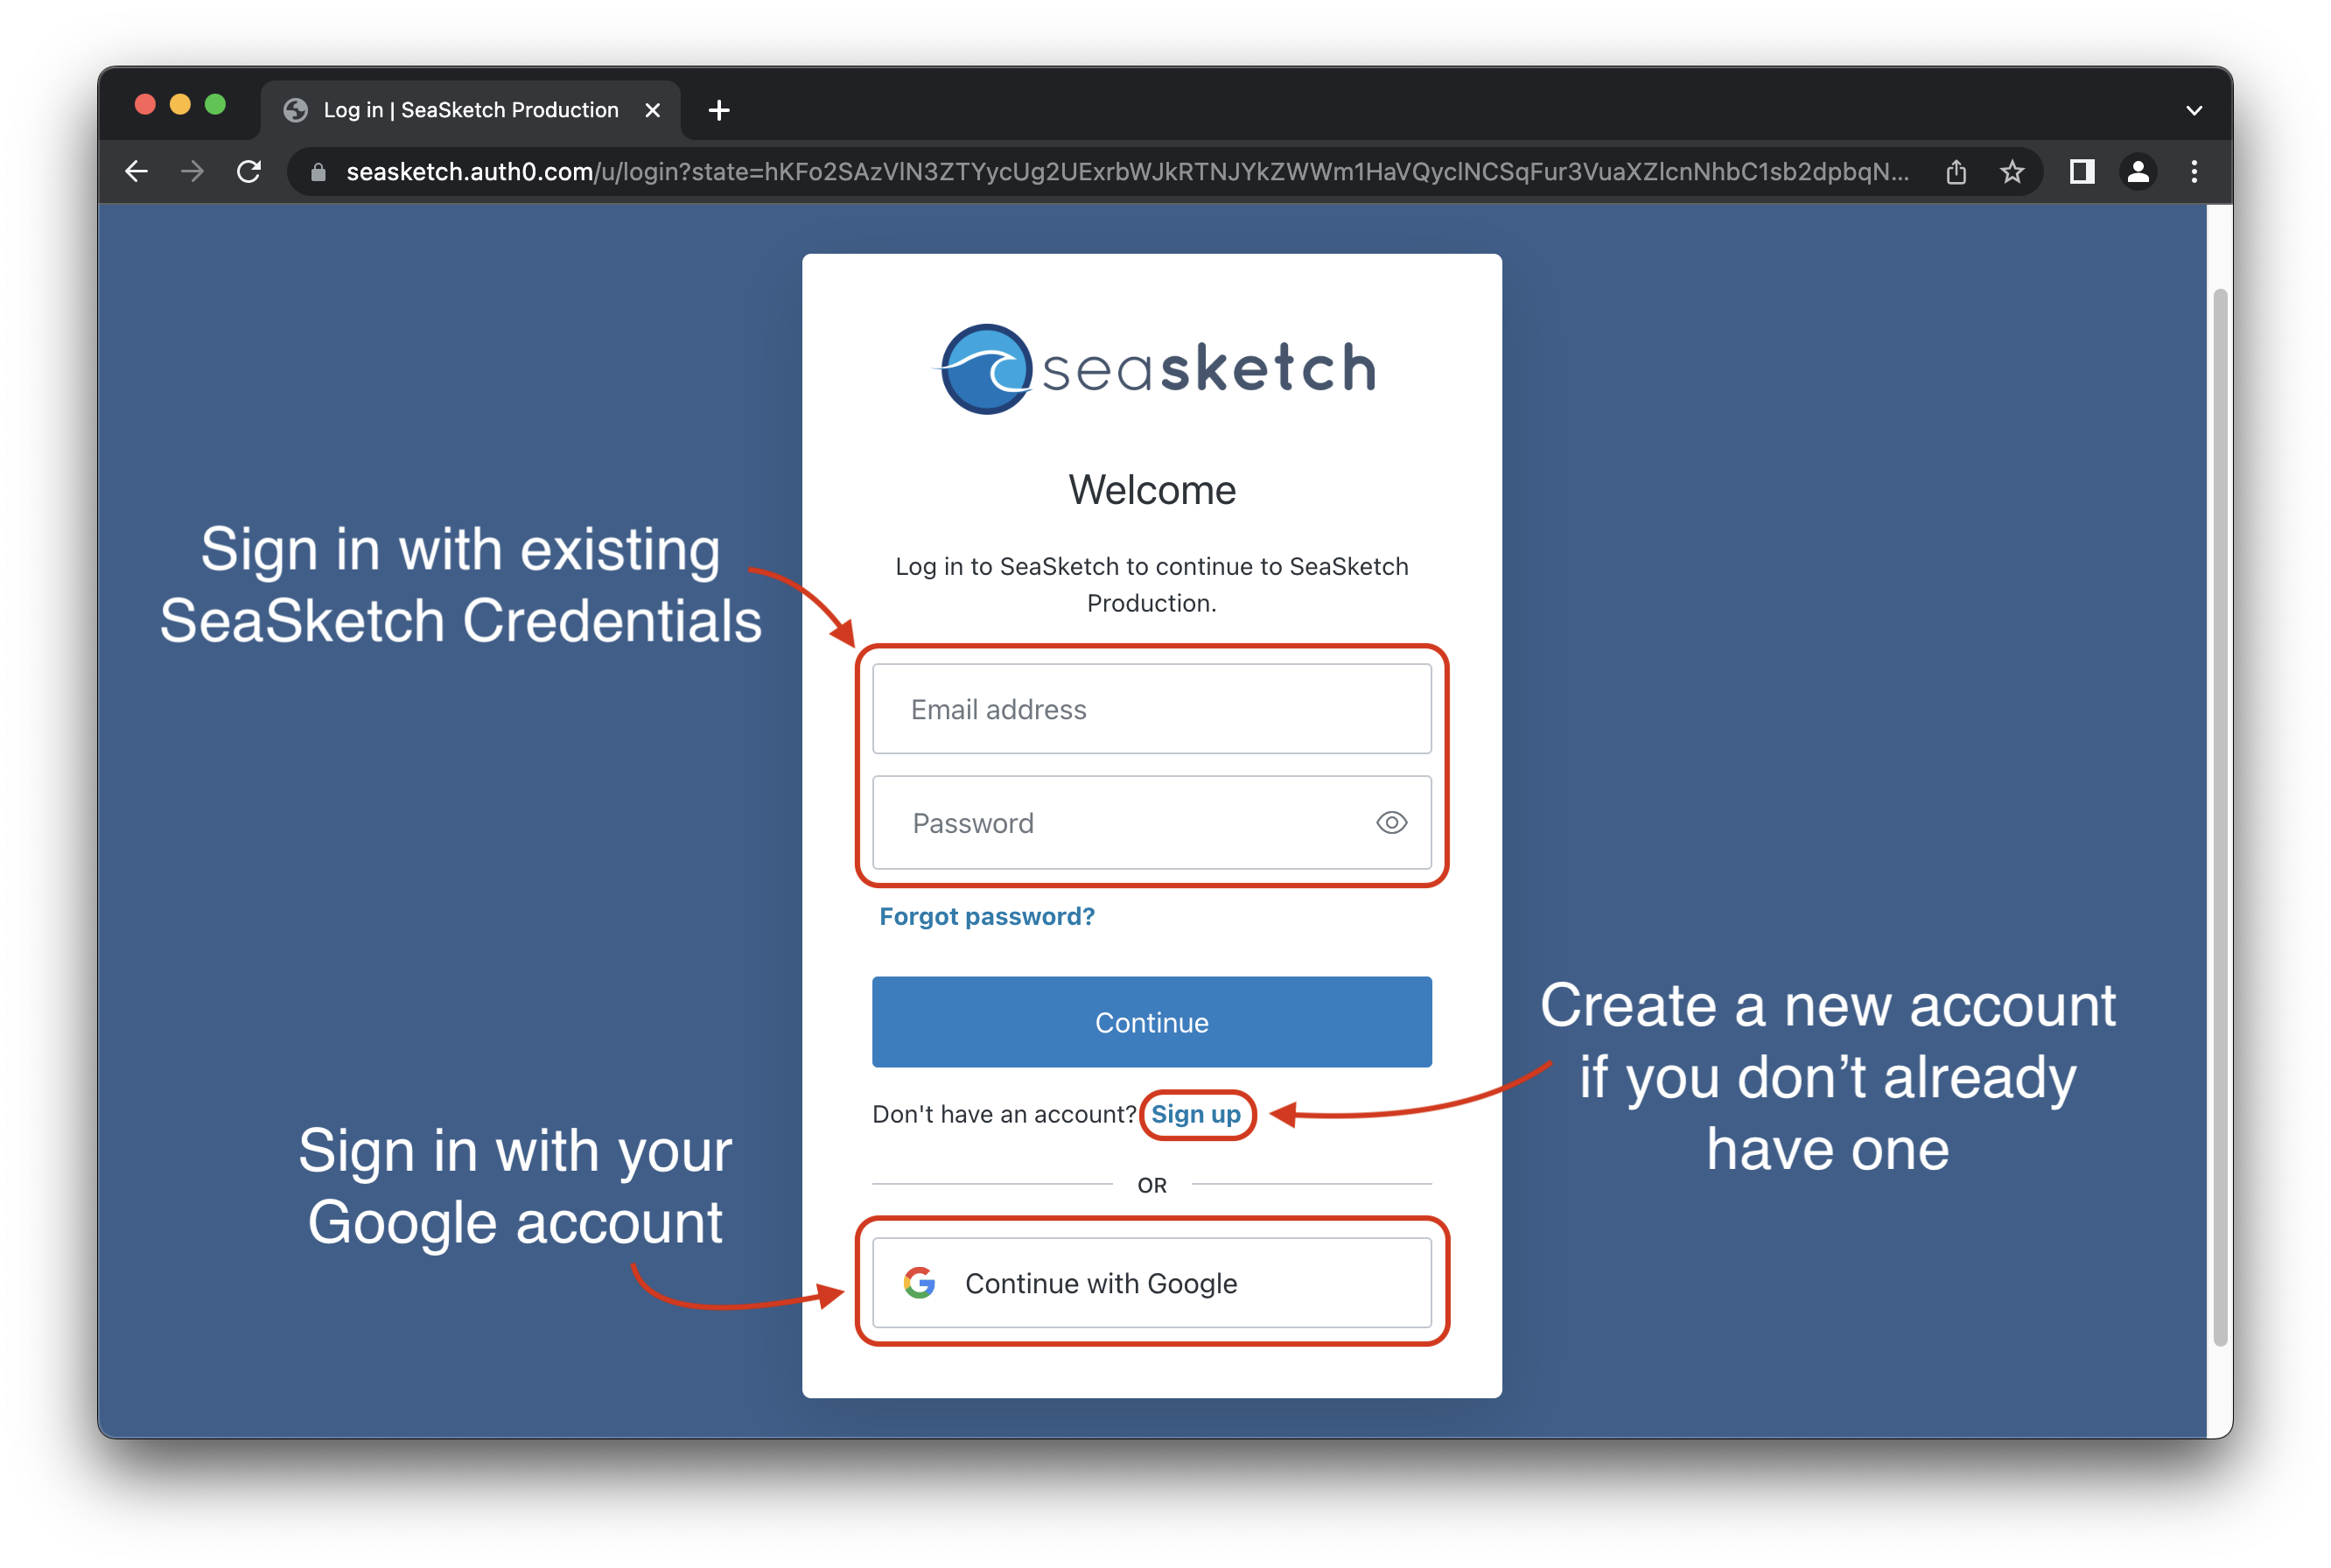 Log in | SeaSketch Production
seasketch.auth0.com/u/login?state=hKFo2SAzVlN3ZTYycUg2UExrbWJkRTNJYkZWWm1HaVQyclNCSqFur3VuaXZlcnNhbC1sb2dpbqN...
seasketch
Welcome
Log in to SeaSketch to continue to SeaSketch
Production.
Sign in with existing
SeaSketch Credentials
Email address
Password
Forgot password?
Continue
Create a new account
if you don’t already
have one
Don't have an account? Sign up
OR
Sign in with your
Google account
Continue with Google